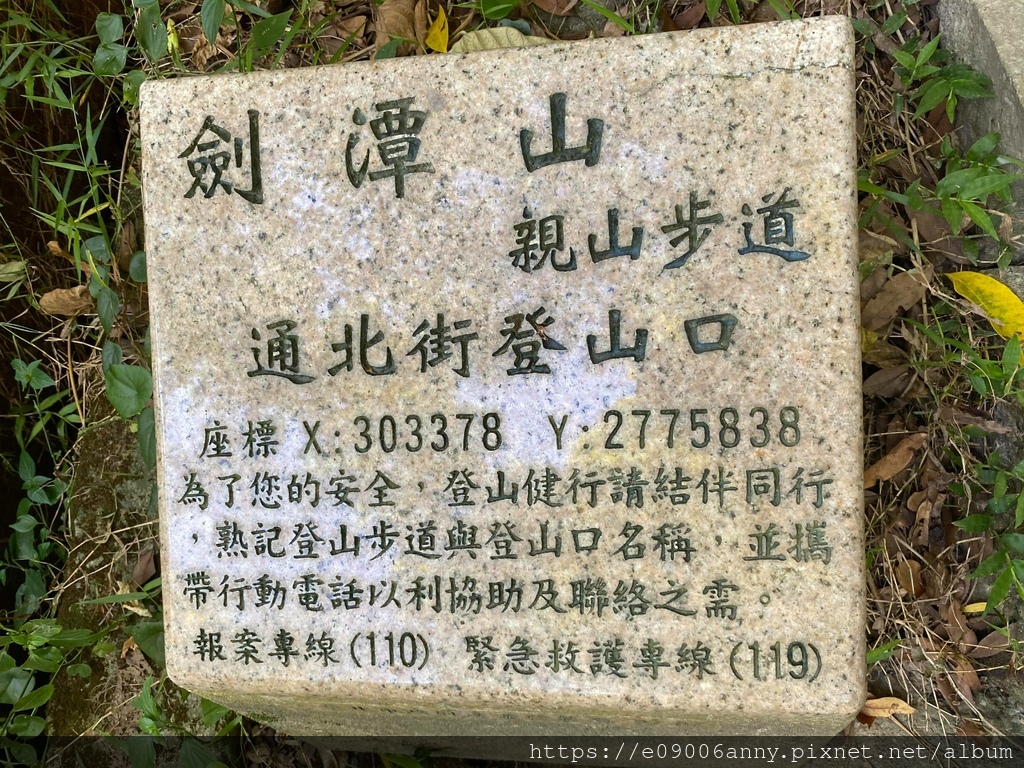 劍潭山
親山步道
通北街登山口
座標 X:303378 Y:2775838
為了您的安全，登山健行請結伴同行
，熟記登山步道與登山口名稱，並攜
帶行動電話以利協助及聯絡之需。
報案專線(110) 緊急救護專線(119)
https://e09006anny.pixnet.net/album